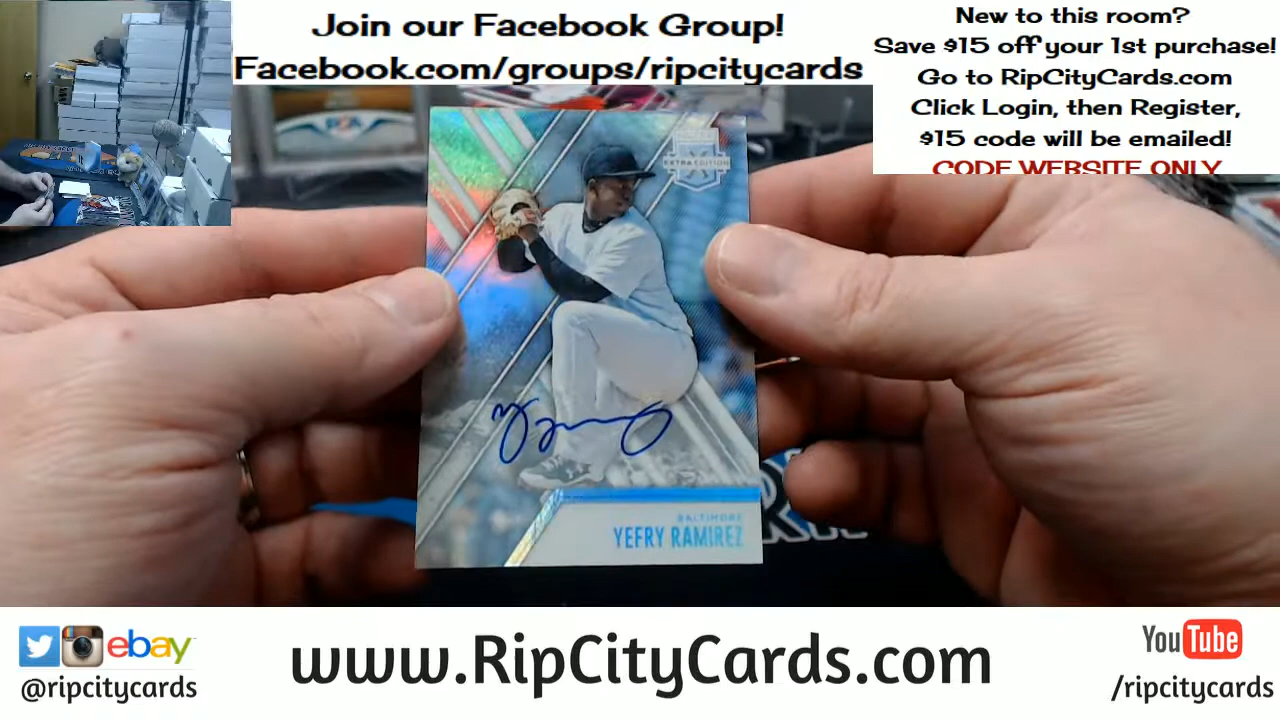 Join our Facebook Group!
Facebook.com/groups/ripcitycards
New to this room?
Save $15 off your 1st purchase!
Go to RipCityCards.com
Click Login, then Register,
$15 code will be emailed!
CODE WEBSITE ONLY
PSA
EXTRA EDITION
BALTIMORE
YEFRY RAMIREZ
ebay
@ripcitycards
www.RipCityCards.com
YouTube
/ripcitycards